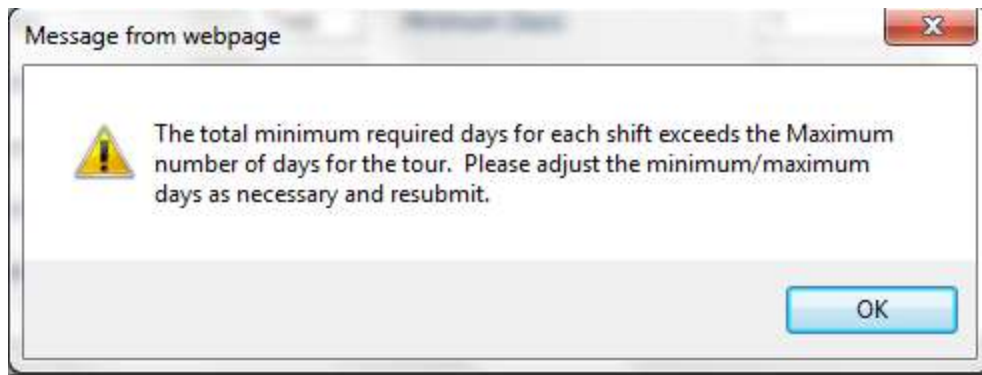 Message from webpage
The total minimum required days for each shift exceeds the Maximum
number of days for the tour.  Please adjust the minimum/maximum
days as necessary and resubmit.
OK